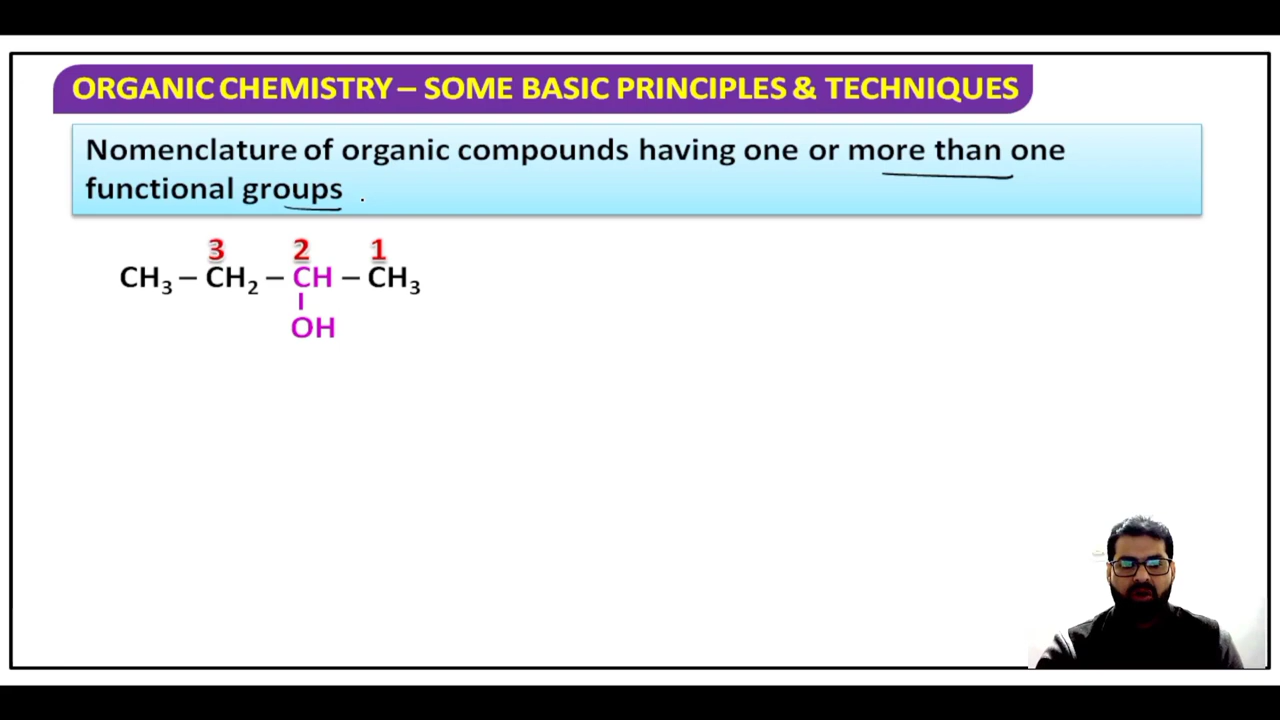 ORGANIC CHEMISTRY – SOME BASIC PRINCIPLES & TECHNIQUES
Nomenclature of organic compounds having one or more than one
functional groups
3 2 1
CH₃ – CH₂ – CH – CH₃
OH